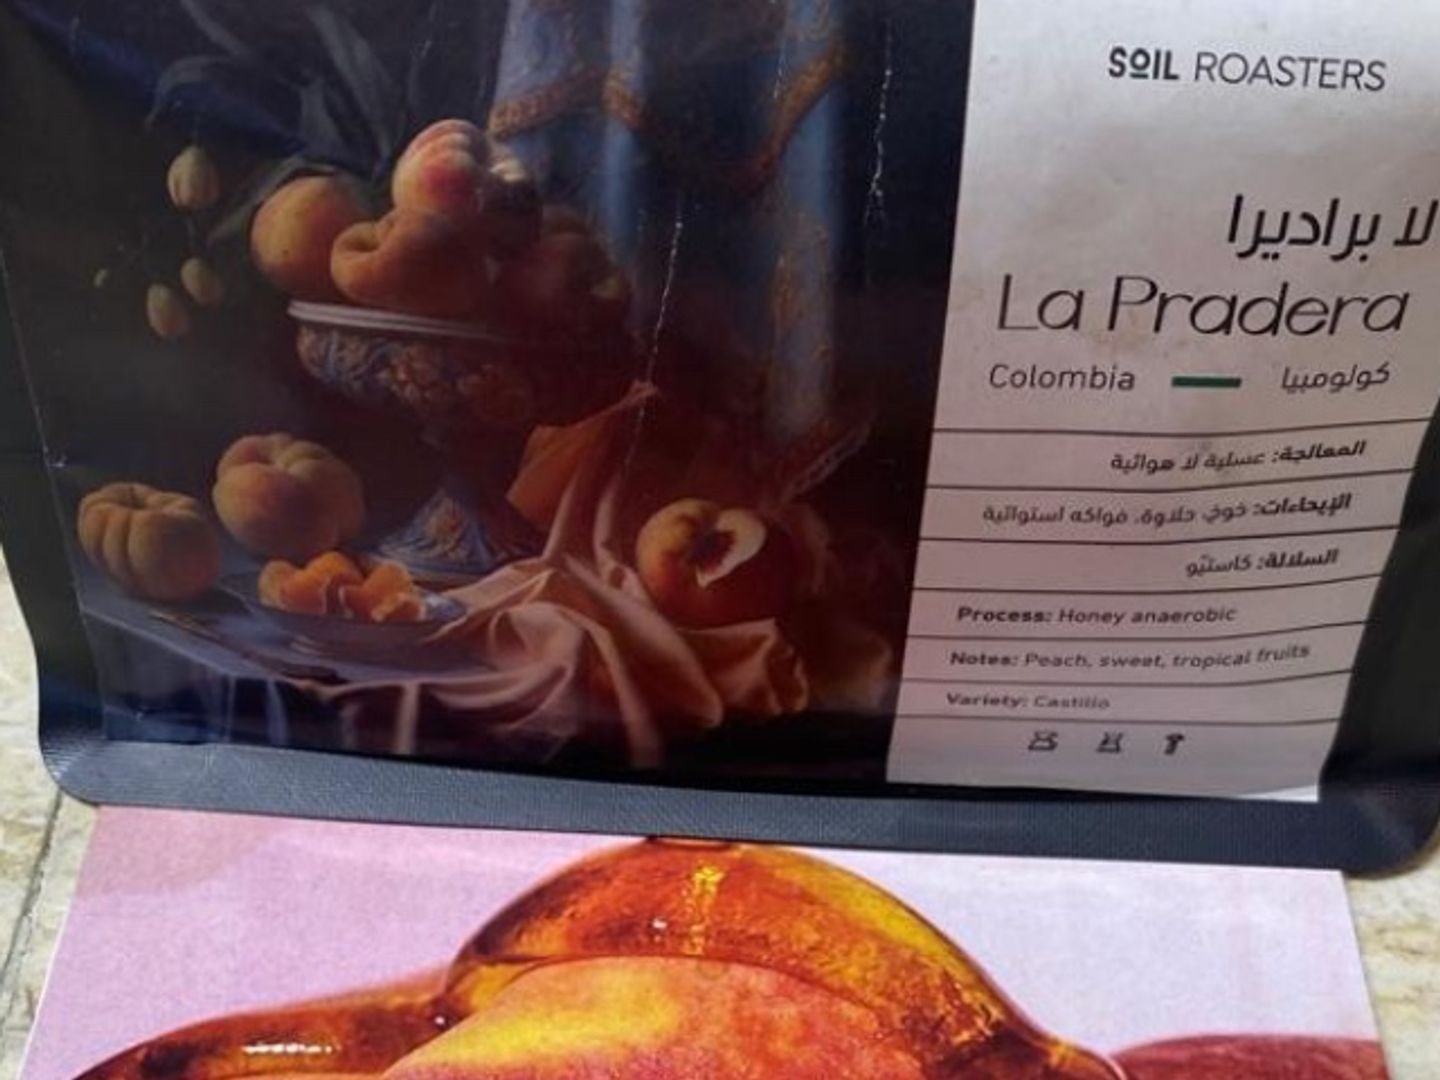 SOIL ROASTERS
لا براديرا
La Pradera
Colombia كولومبيا
المعالجة: عسلية لا هوائية
الإيحاءات: خوخ، حلاوة، فواكه استوائية
السلالة: كاستيّو
Process: Honey anaerobic
Notes: Peach, sweet, tropical fruits
Variety: Castillo